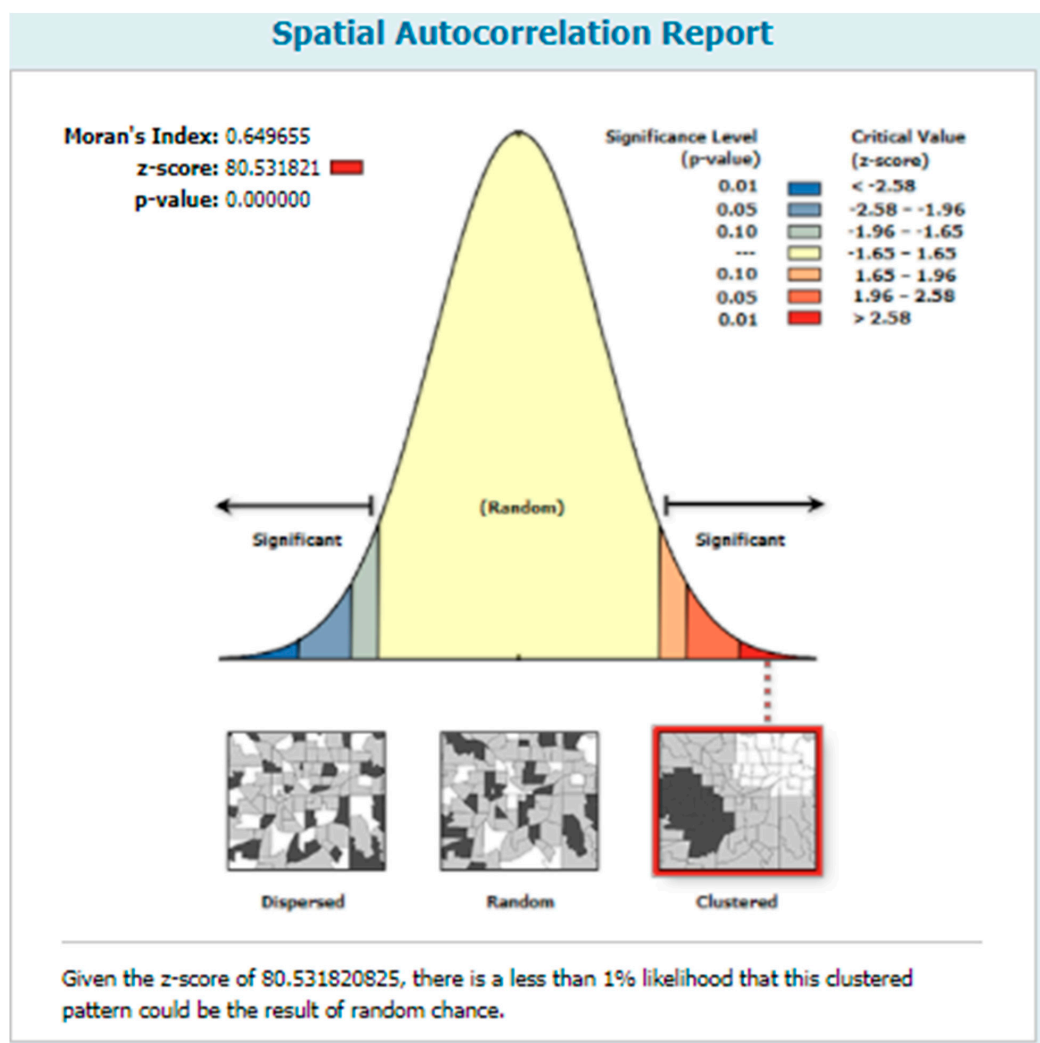 Spatial Autocorrelation Report
Moran's Index: 0.649655
z-score: 80.531821
p-value: 0.000000
Significance Level
(p-value)
Critical Value
(z-score)
0.01 < -2.58
0.05 -2.58 - -1.96
0.10 -1.96 - -1.65
--- -1.65 - 1.65
0.10 1.65 - 1.96
0.05 1.96 - 2.58
0.01 > 2.58
(Random)
Significant
Significant
Dispersed
Random
Clustered
Given the z-score of 80.531820825, there is a less than 1% likelihood that this clustered
pattern could be the result of random chance.